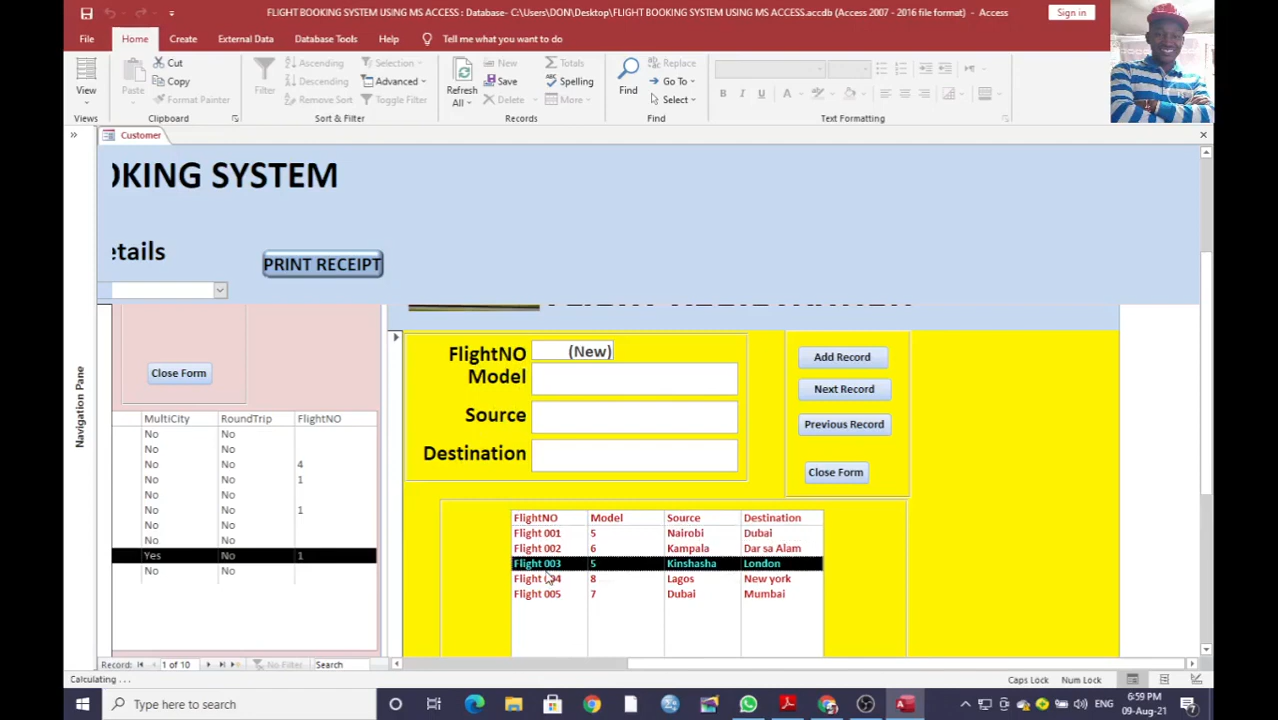 FLIGHT BOOKING SYSTEM USING MS ACCESS : Database- C:\Users\DON\Desktop\FLIGHT BOOKING SYSTEM USING MS ACCESS.accdb (Access 2007 - 2016 file format) - Access
Sign in
File Home Create External Data Database Tools Help Tell me what you want to do
View
Views
Paste
Cut
Copy
Format Painter
Clipboard
Filter
Ascending
Descending
Remove Sort
Selection
Advanced
Toggle Filter
Sort & Filter
Refresh
All
New
Save
Delete
Totals
Spelling
More
Records
Find
Replace
Go To
Select
Find
B I U A
Text Formatting
Customer
OKING SYSTEM
etails
PRINT RECEIPT
Navigation Pane
Close Form
MultiCity RoundTrip FlightNO
No No
No No
No No 4
No No 1
No No
No No 1
No No
No No
Yes No 1
No No
FlightNO (New)
Model
Source
Destination
Add Record
Next Record
Previous Record
Close Form
FlightNO Model Source Destination
Flight 001 5 Nairobi Dubai
Flight 002 6 Kampala Dar sa Alam
Flight 003 5 Kinshasha London
Flight 004 8 Lagos New york
Flight 005 7 Dubai Mumbai
Record: 1 of 10 No Filter Search
Calculating . . .
Caps Lock Num Lock
Type here to search
ENG
6:59 PM
09-Aug-21
7